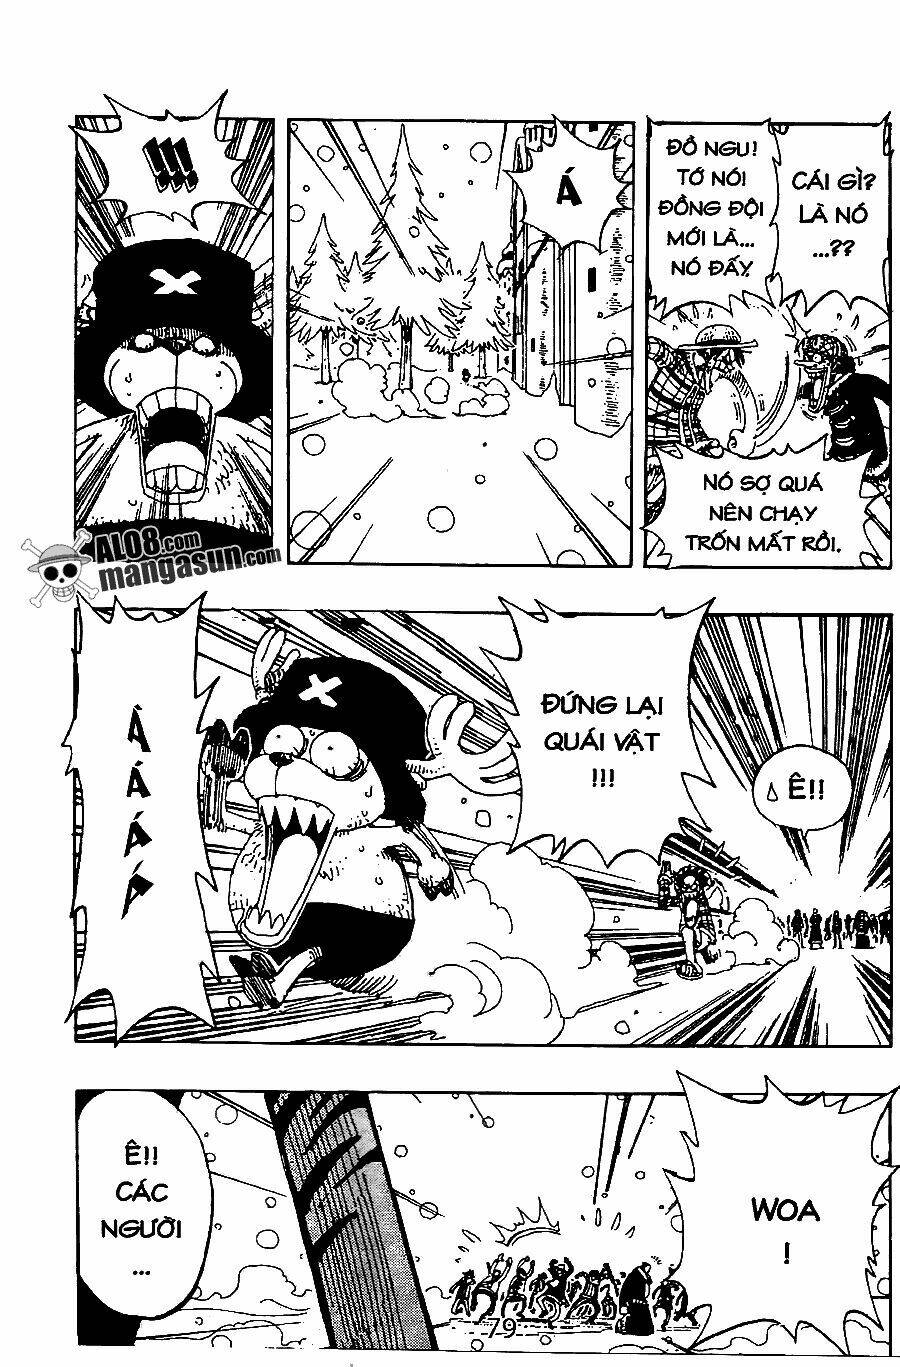 CÁI GÌ?
LÀ NÓ
...??
ĐỒ NGU!
TỚ NÓI
ĐỒNG ĐỘI
MỚI LÀ...
NÓ ĐẤY.
NÓ SỢ QUÁ
NÊN CHẠY
TRỐN MẤT RỒI.
Á
!!!
AL08.com
mangasun.com
Ê!!
ĐỨNG LẠI
QUÁI VẬT
!!!
À
Á
Á
Á
WOA
!
Ê!!
CÁC
NGƯỜI
...
79